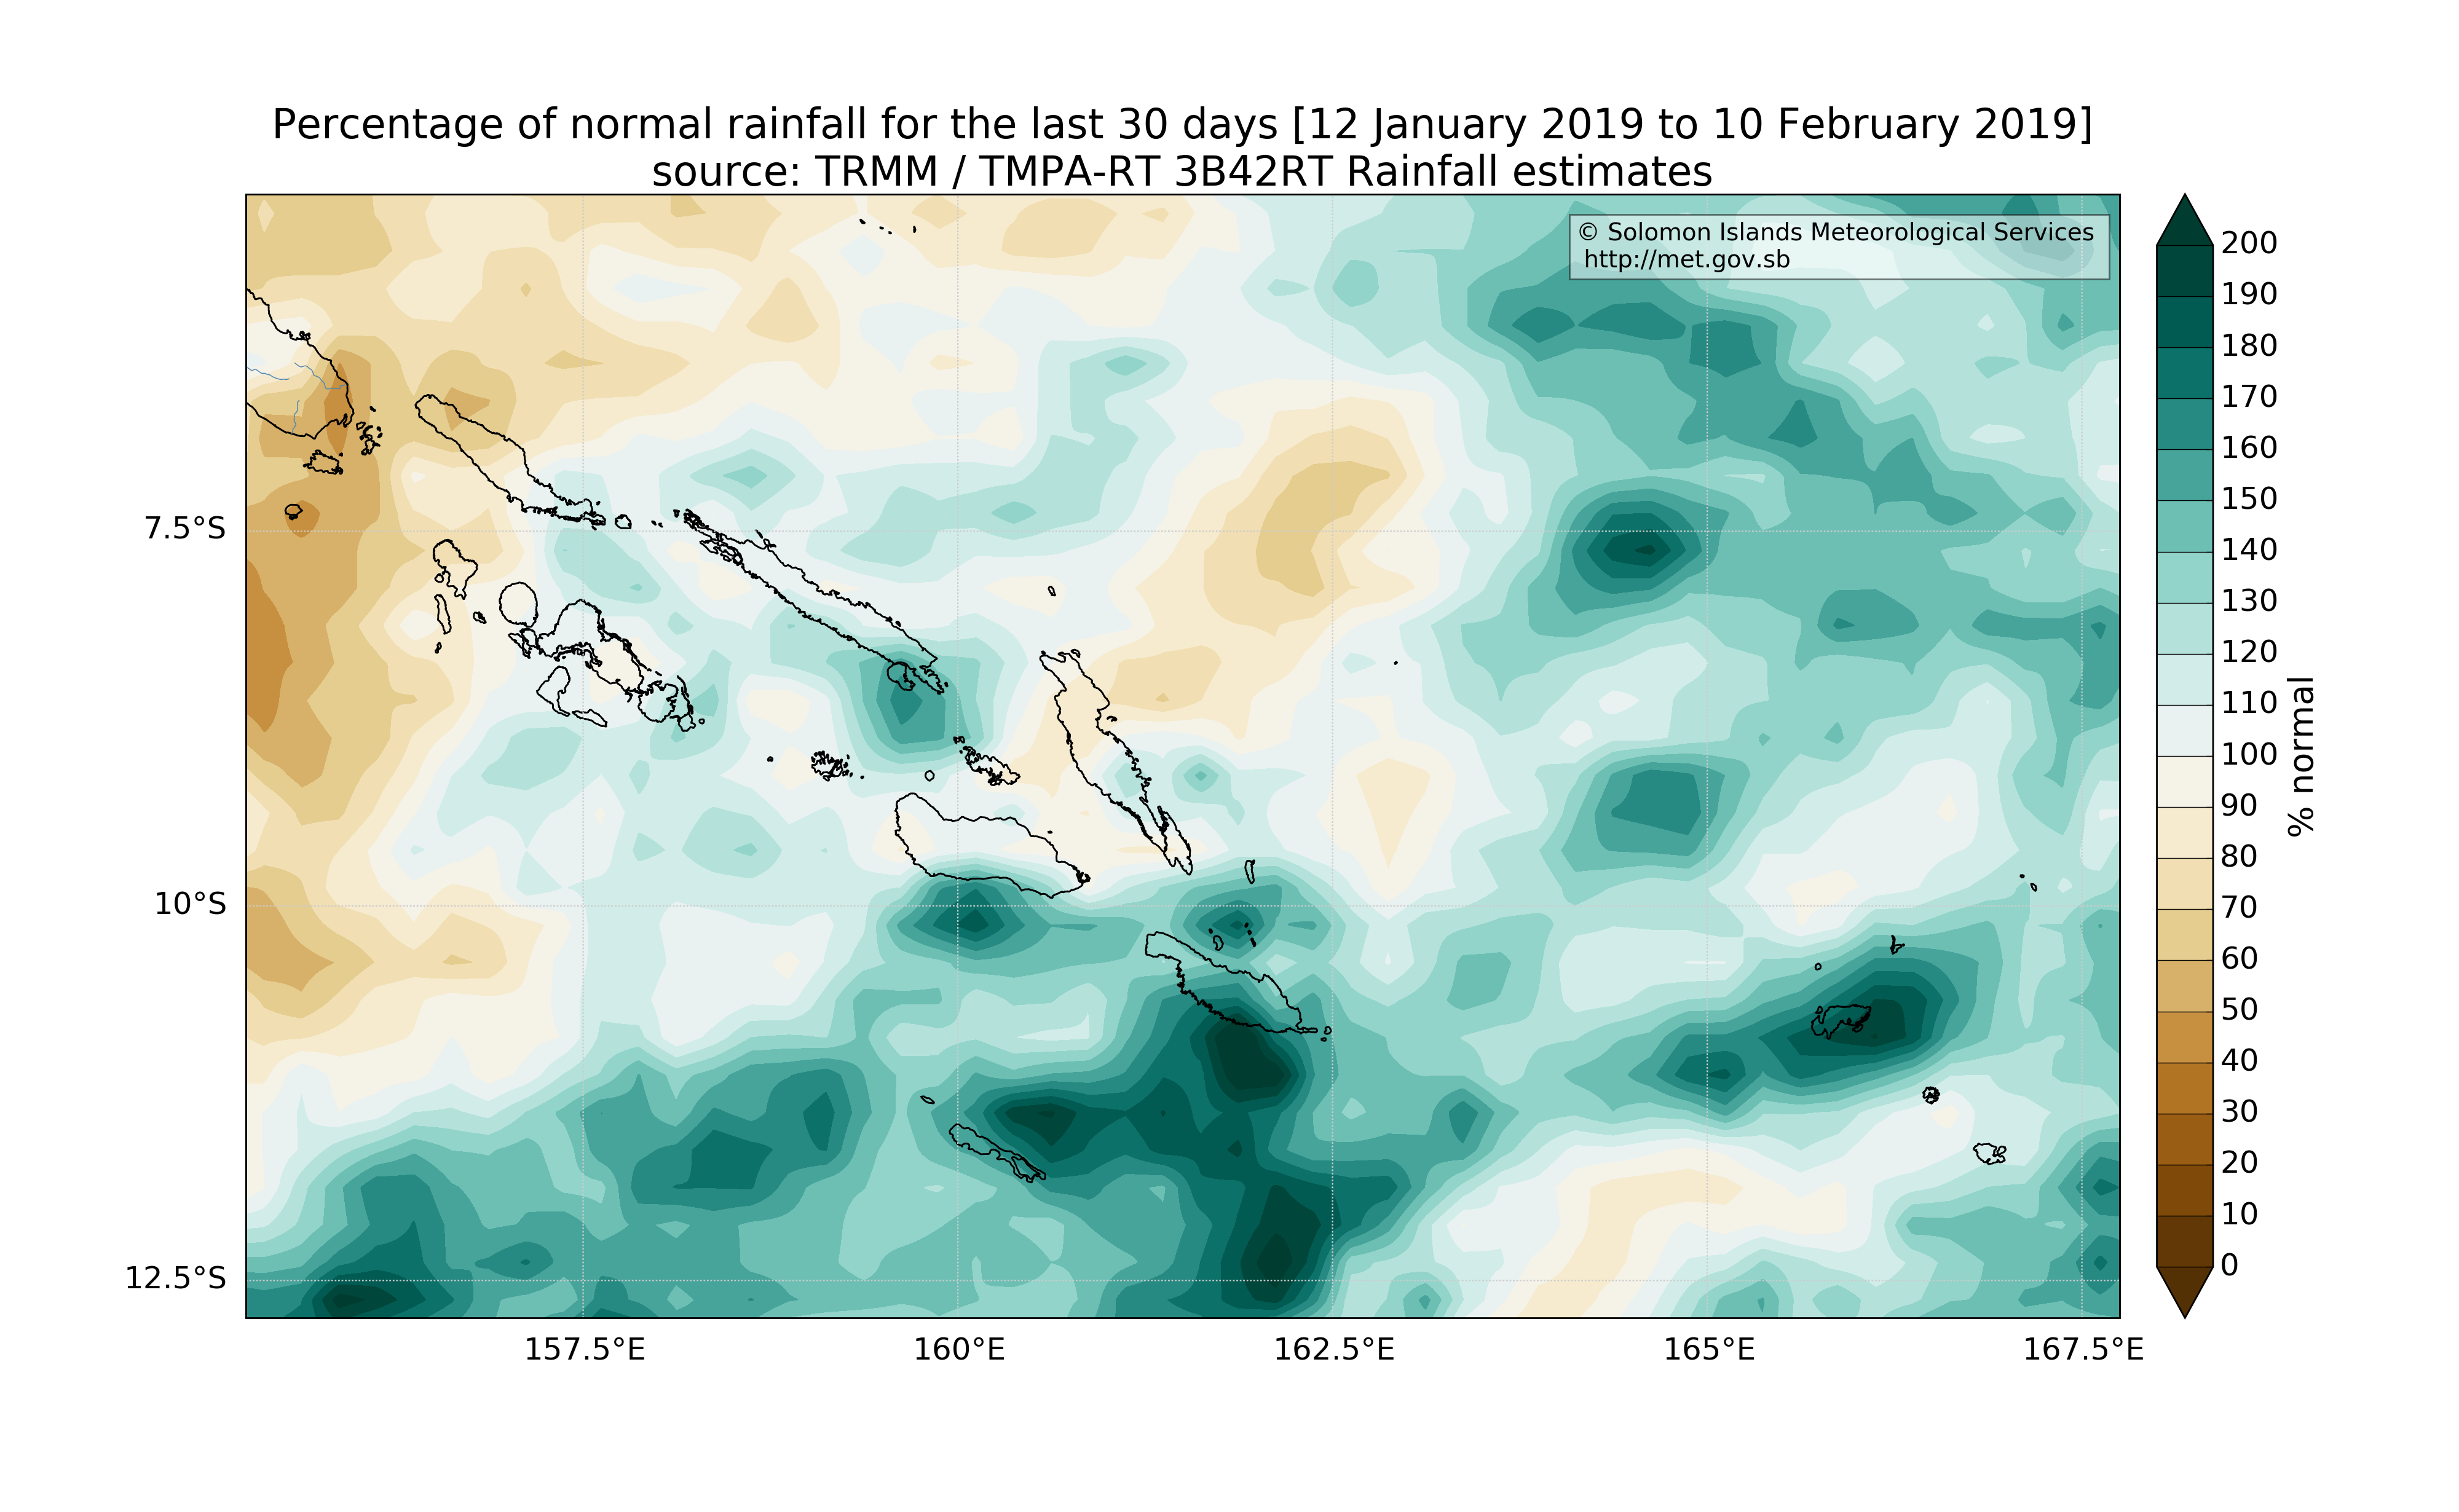 Percentage of normal rainfall for the last 30 days [12 January 2019 to 10 February 2019]
source: TRMM / TMPA-RT 3B42RT Rainfall estimates
© Solomon Islands Meteorological Services
http://met.gov.sb
7.5°S
10°S
12.5°S
157.5°E
160°E
162.5°E
165°E
167.5°E
200
190
180
170
160
150
140
130
120
110
100
90
80
70
60
50
40
30
20
10
0
% normal